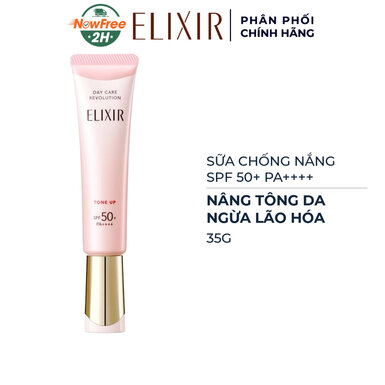 NowFree
2H
ELIXIR
PHÂN PHỐI
CHÍNH HÃNG
DAY CARE
REVOLUTION
ELIXIR
TONE UP
SPF 50+
PA++++
SỮA CHỐNG NẮNG
SPF 50+ PA++++
NÂNG TÔNG DA
NGỪA LÃO HÓA
35G